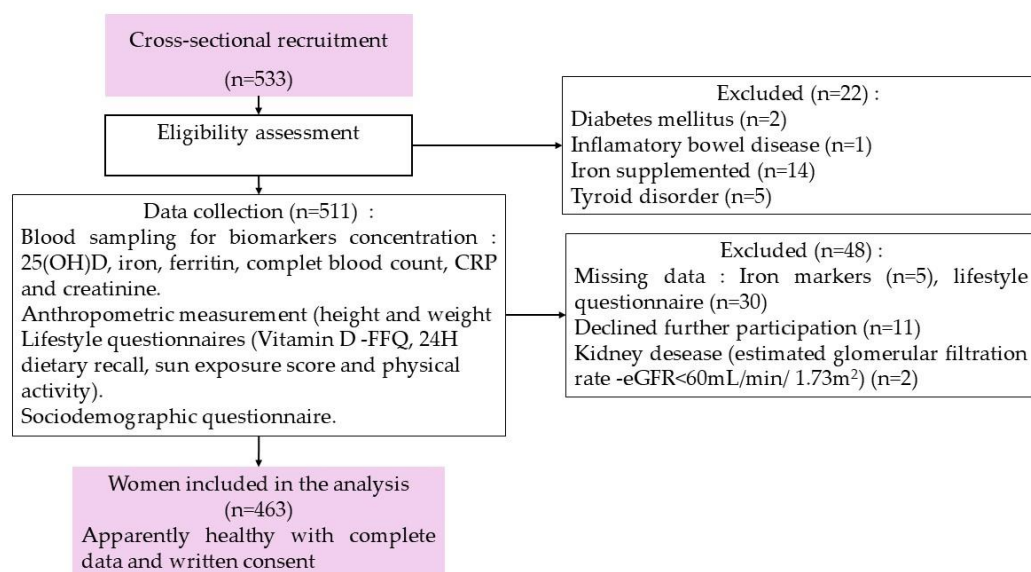 Cross-sectional recruitment
(n=533)
Eligibility assessment
Excluded (n=22) :
Diabetes mellitus (n=2)
Inflamatory bowel disease (n=1)
Iron supplemented (n=14)
Tyroid disorder (n=5)
Data collection (n=511) :
Blood sampling for biomarkers concentration :
25(OH)D, iron, ferritin, complet blood count, CRP
and creatinine.
Anthropometric measurement (height and weight
Lifestyle questionnaires (Vitamin D -FFQ, 24H
dietary recall, sun exposure score and physical
activity).
Sociodemographic questionnaire.
Excluded (n=48) :
Missing data : Iron markers (n=5), lifestyle
questionnaire (n=30)
Declined further participation (n=11)
Kidney desease (estimated glomerular filtration
rate -eGFR<60mL/min/ 1.73m²) (n=2)
Women included in the analysis
(n=463)
Apparently healthy with complete
data and written consent